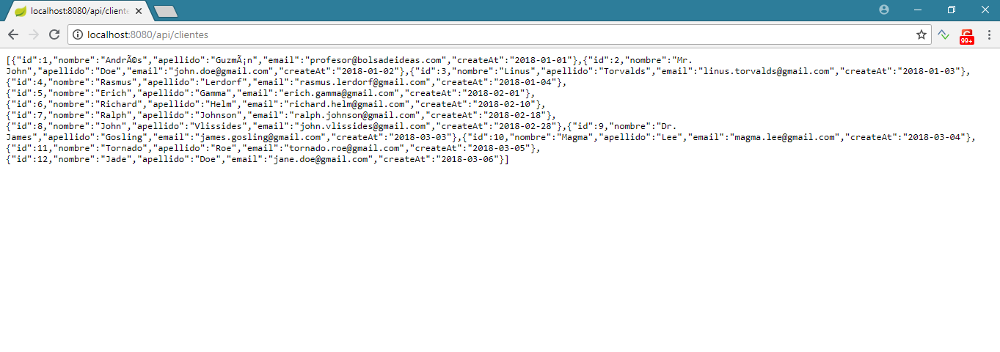 localhost:8080/api/cliente
localhost:8080/api/clientes
99+
[{"id":1,"nombre":"AndrÃ©s","apellido":"GuzmÃ¡n","email":"profesor@bolsadeideas.com","createAt":"2018-01-01"},{"id":2,"nombre":"Mr.
John","apellido":"Doe","email":"john.doe@gmail.com","createAt":"2018-01-02"},{"id":3,"nombre":"Linus","apellido":"Torvalds","email":"linus.torvalds@gmail.com","createAt":"2018-01-03"},
{"id":4,"nombre":"Rasmus","apellido":"Lerdorf","email":"rasmus.lerdorf@gmail.com","createAt":"2018-01-04"},
{"id":5,"nombre":"Erich","apellido":"Gamma","email":"erich.gamma@gmail.com","createAt":"2018-02-01"},
{"id":6,"nombre":"Richard","apellido":"Helm","email":"richard.helm@gmail.com","createAt":"2018-02-10"},
{"id":7,"nombre":"Ralph","apellido":"Johnson","email":"ralph.johnson@gmail.com","createAt":"2018-02-18"},
{"id":8,"nombre":"John","apellido":"Vlissides","email":"john.vlissides@gmail.com","createAt":"2018-02-28"},{"id":9,"nombre":"Dr.
James","apellido":"Gosling","email":"james.gosling@gmail.com","createAt":"2018-03-03"},{"id":10,"nombre":"Magma","apellido":"Lee","email":"magma.lee@gmail.com","createAt":"2018-03-04"},
{"id":11,"nombre":"Tornado","apellido":"Roe","email":"tornado.roe@gmail.com","createAt":"2018-03-05"},
{"id":12,"nombre":"Jade","apellido":"Doe","email":"jane.doe@gmail.com","createAt":"2018-03-06"}]